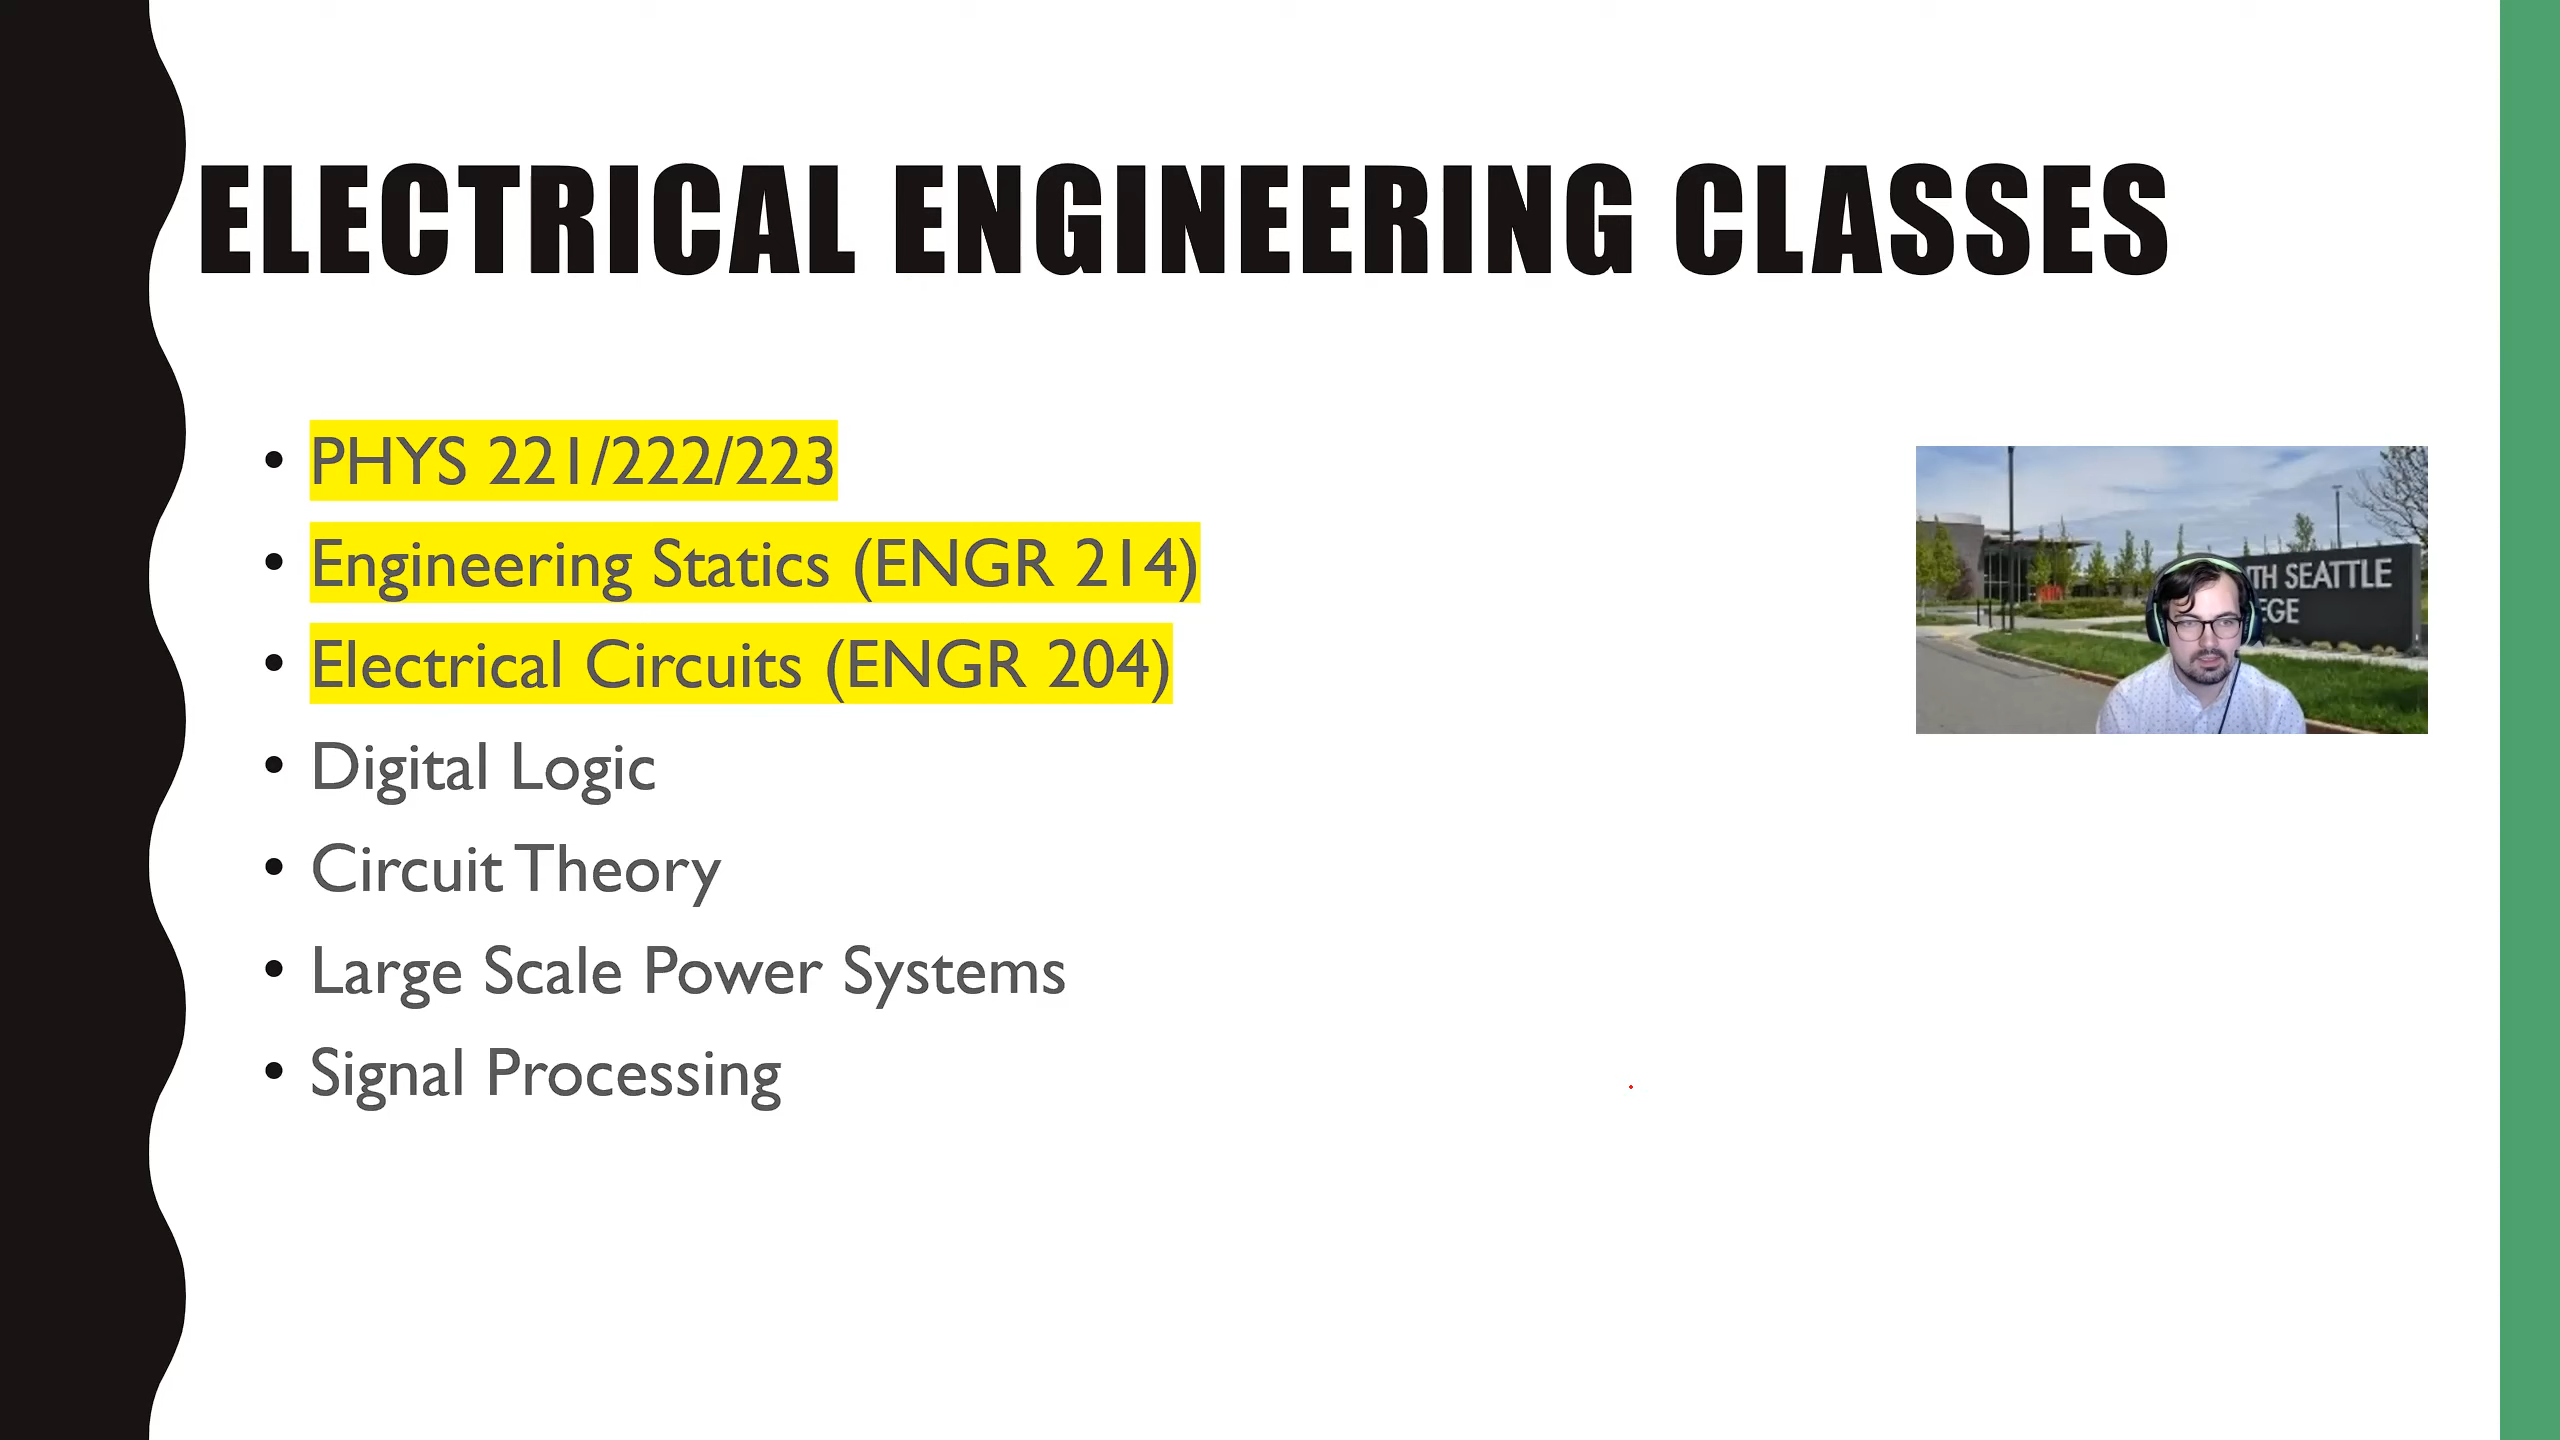 ELECTRICAL ENGINEERING CLASSES
• PHYS 221/222/223
• Engineering Statics (ENGR 214)
• Electrical Circuits (ENGR 204)
• Digital Logic
• Circuit Theory
• Large Scale Power Systems
• Signal Processing
TH SEATTLE
EGE